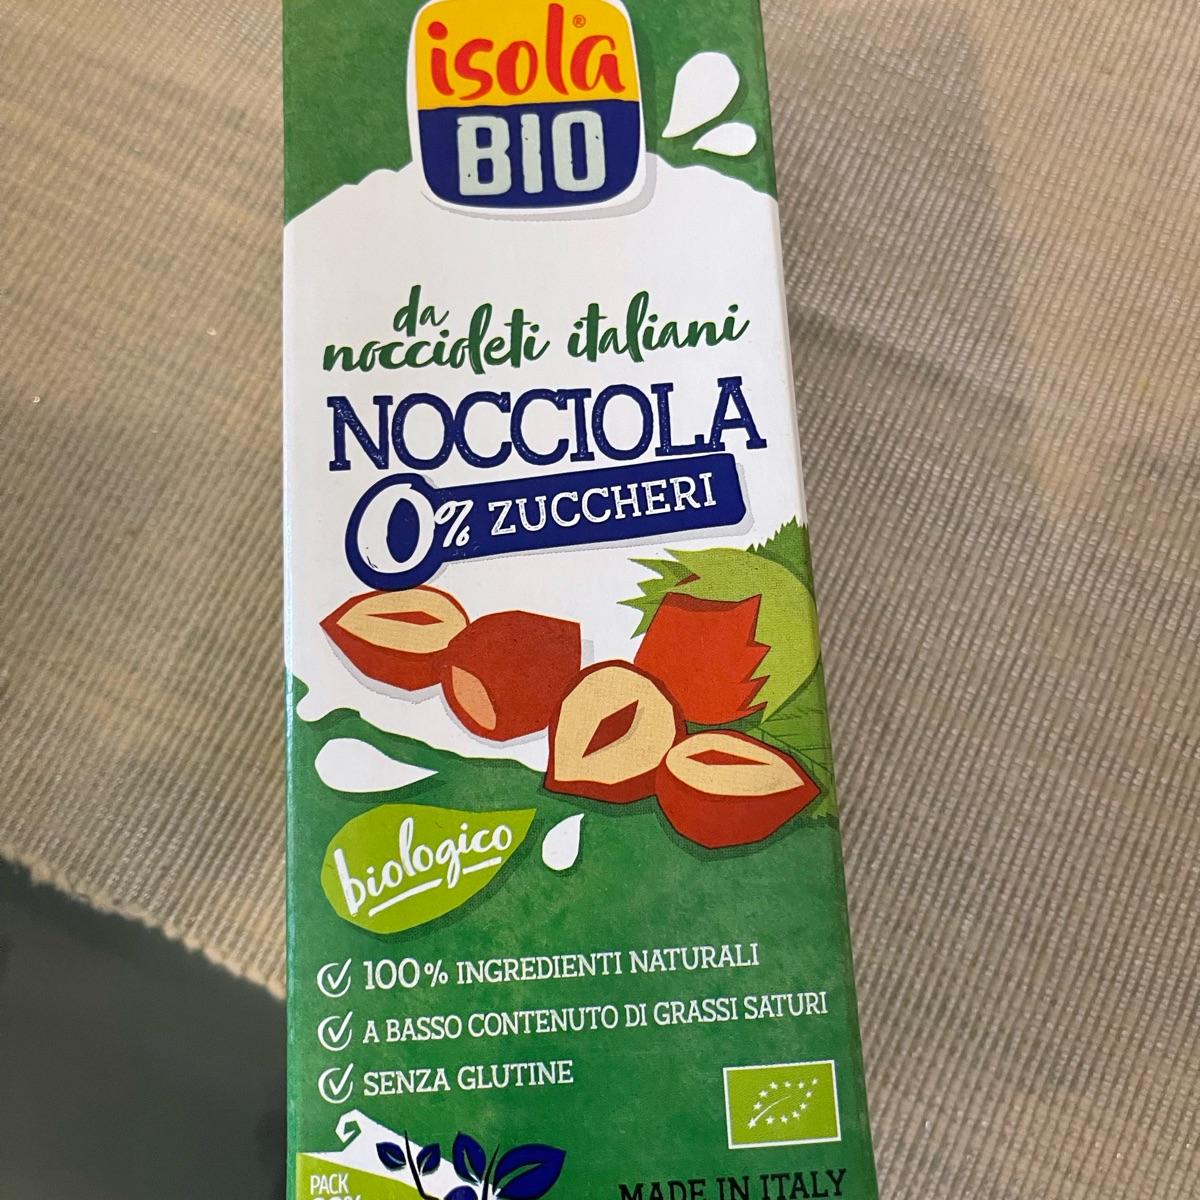 isola®
BIO
da
noccioleti italiani
NOCCIOLA
0% ZUCCHERI
biologico
100% INGREDIENTI NATURALI
A BASSO CONTENUTO DI GRASSI SATURI
SENZA GLUTINE
PACK
MADE IN ITALY